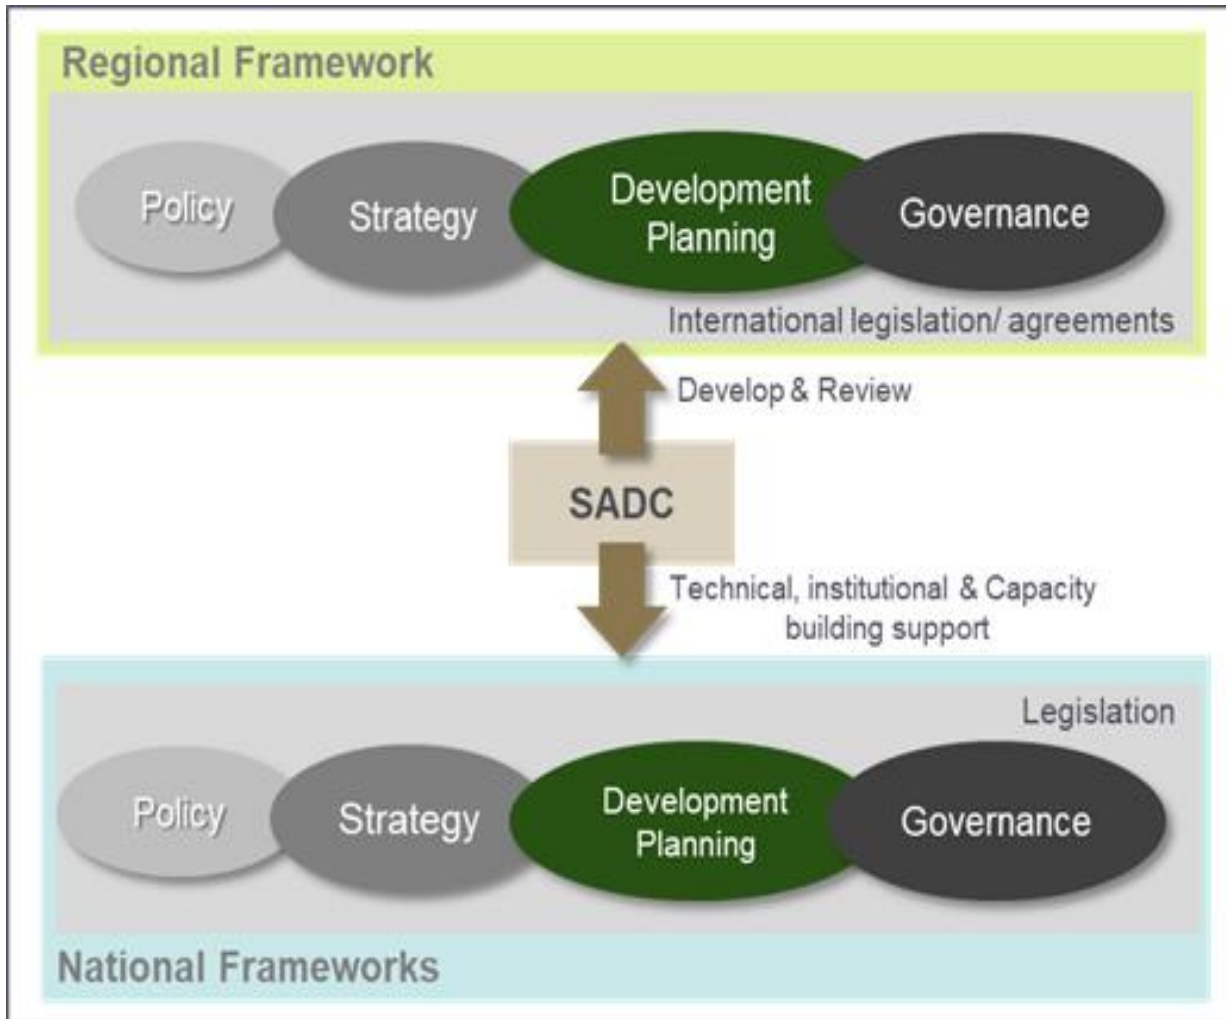 Regional Framework
Policy
Strategy
Development
Planning
Governance
International legislation/ agreements
Develop & Review
SADC
Technical, institutional & Capacity
building support
Legislation
Policy
Strategy
Development
Planning
Governance
National Frameworks